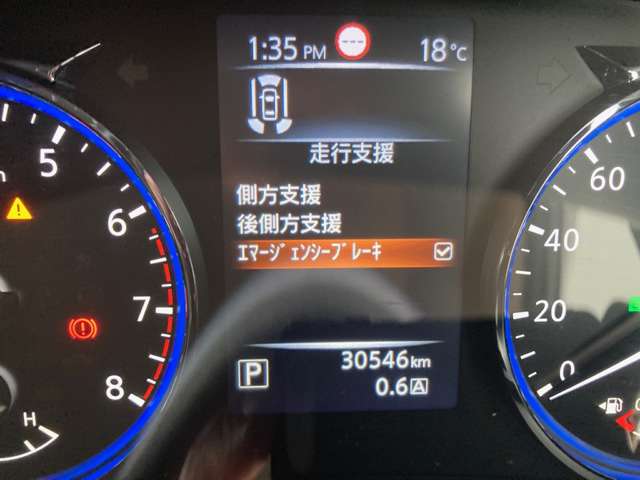 1:35 PM --- 18℃
走行支援
側方支援
後側方支援
ｴﾏｰｼﾞｪﾝｼｰﾌﾞﾚｰｷ
P 30546km
0.6A
5
6
7
8
H
60
40
20
0